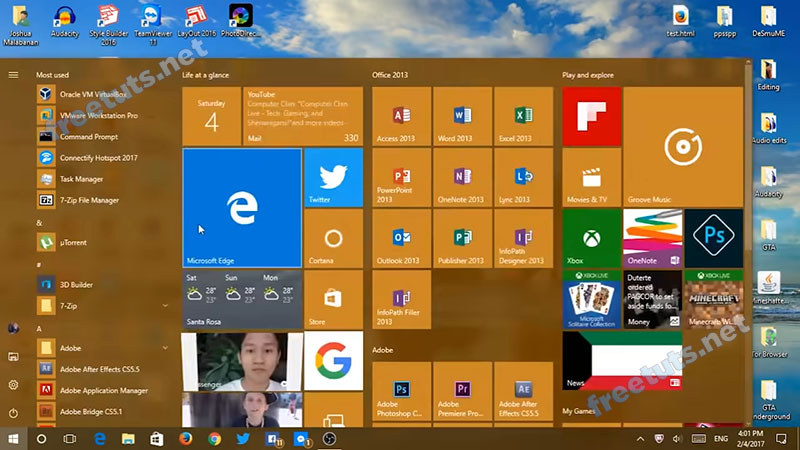 Joshua
Malabanan
Audacity
Style Builder
2016
TeamViewer
11
LayOut 2016
PhotoDirec...
test.html
ppsspp
DeSmuME
Most used
Oracle VM VirtualBox
VMware Workstation Pro
Command Prompt
Connectify Hotspot 2017
Task Manager
7-Zip File Manager
&
µTorrent
#
3D Builder
7-Zip
A
Adobe
Adobe After Effects CS5.5
Adobe Application Manager
Adobe Bridge CS5.1
Life at a glance
Saturday
4
YouTube
Computer Clan "Complete Clan
Live - Tech, Gaming, and
Shenanigans!" and more videos -
Mail 330
Microsoft Edge
Twitter
Cortana
Sat Sun Mon
28° 28° 28°
23° 23° 23°
Santa Rosa
Store
Office 2013
Access 2013
Word 2013
Excel 2013
PowerPoint
2013
OneNote 2013
Lync 2013
Outlook 2013
Publisher 2013
InfoPath
Designer 2013
InfoPath Filler
2013
Adobe
Adobe
Photoshop C...
Adobe
Premiere Pro...
Adobe After
Effects CS5.5
Play and explore
Movies & TV
Groove Music
Xbox
OneNote
Ps
XBOX LIVE
Microsoft
Solitaire Collection
Duterte
ordered
PAGCOR to
set aside funds fo
Money
XBOX LIVE
MINECRAFT
Minecraft: WI...
News
My Games
Editing
Audio edits
Audacity
GTA
Mineshafte...
Tor Browser
GTA
Underground
11
1
ENG
4:01 PM
2/4/2017
freetuts.net
freetuts.net